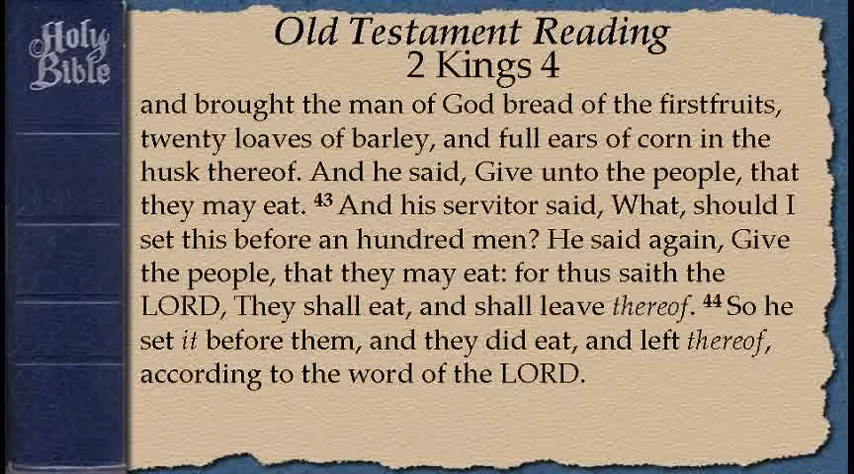 Holy
Bible
Old Testament Reading
2 Kings 4
and brought the man of God bread of the firstfruits,
twenty loaves of barley, and full ears of corn in the
husk thereof. And he said, Give unto the people, that
they may eat. 43 And his servitor said, What, should I
set this before an hundred men? He said again, Give
the people, that they may eat: for thus saith the
LORD, They shall eat, and shall leave thereof. 44 So he
set it before them, and they did eat, and left thereof,
according to the word of the LORD.